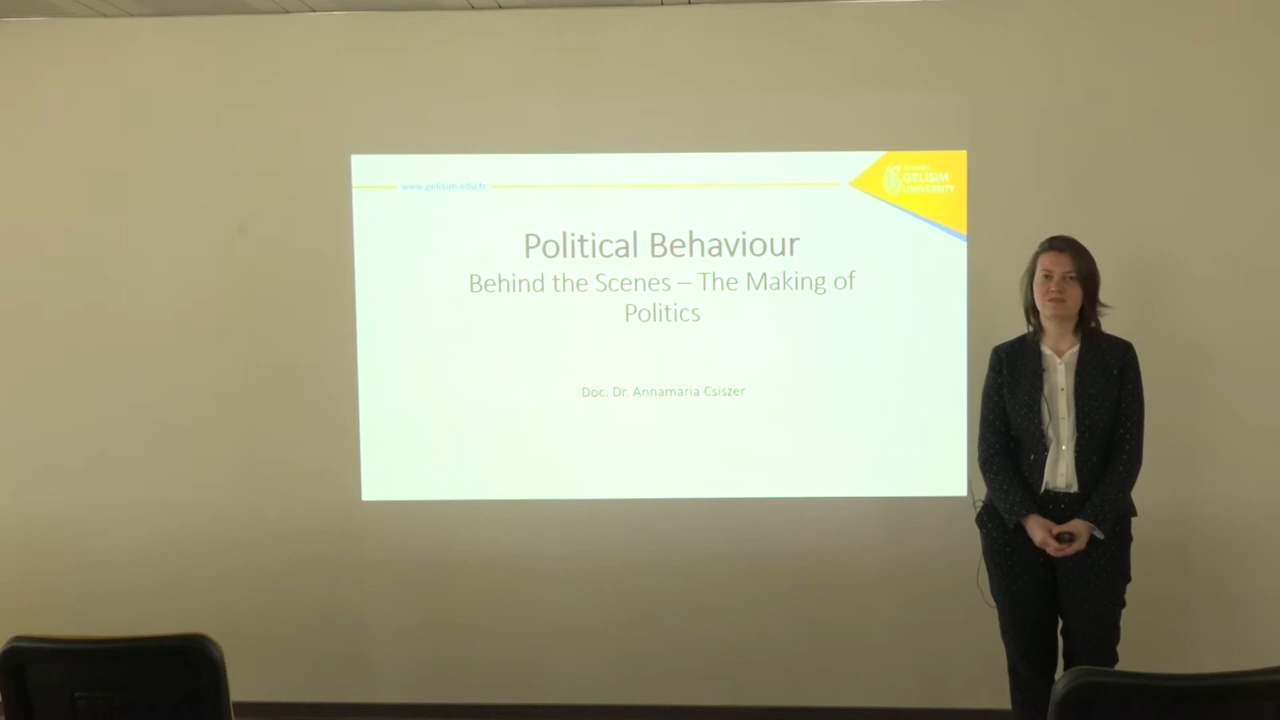 www.gelisim.edu.tr
GELISIM
UNIVERSITY
Political Behaviour
Behind the Scenes – The Making of
Politics
Doc. Dr. Annamaria Csiszer